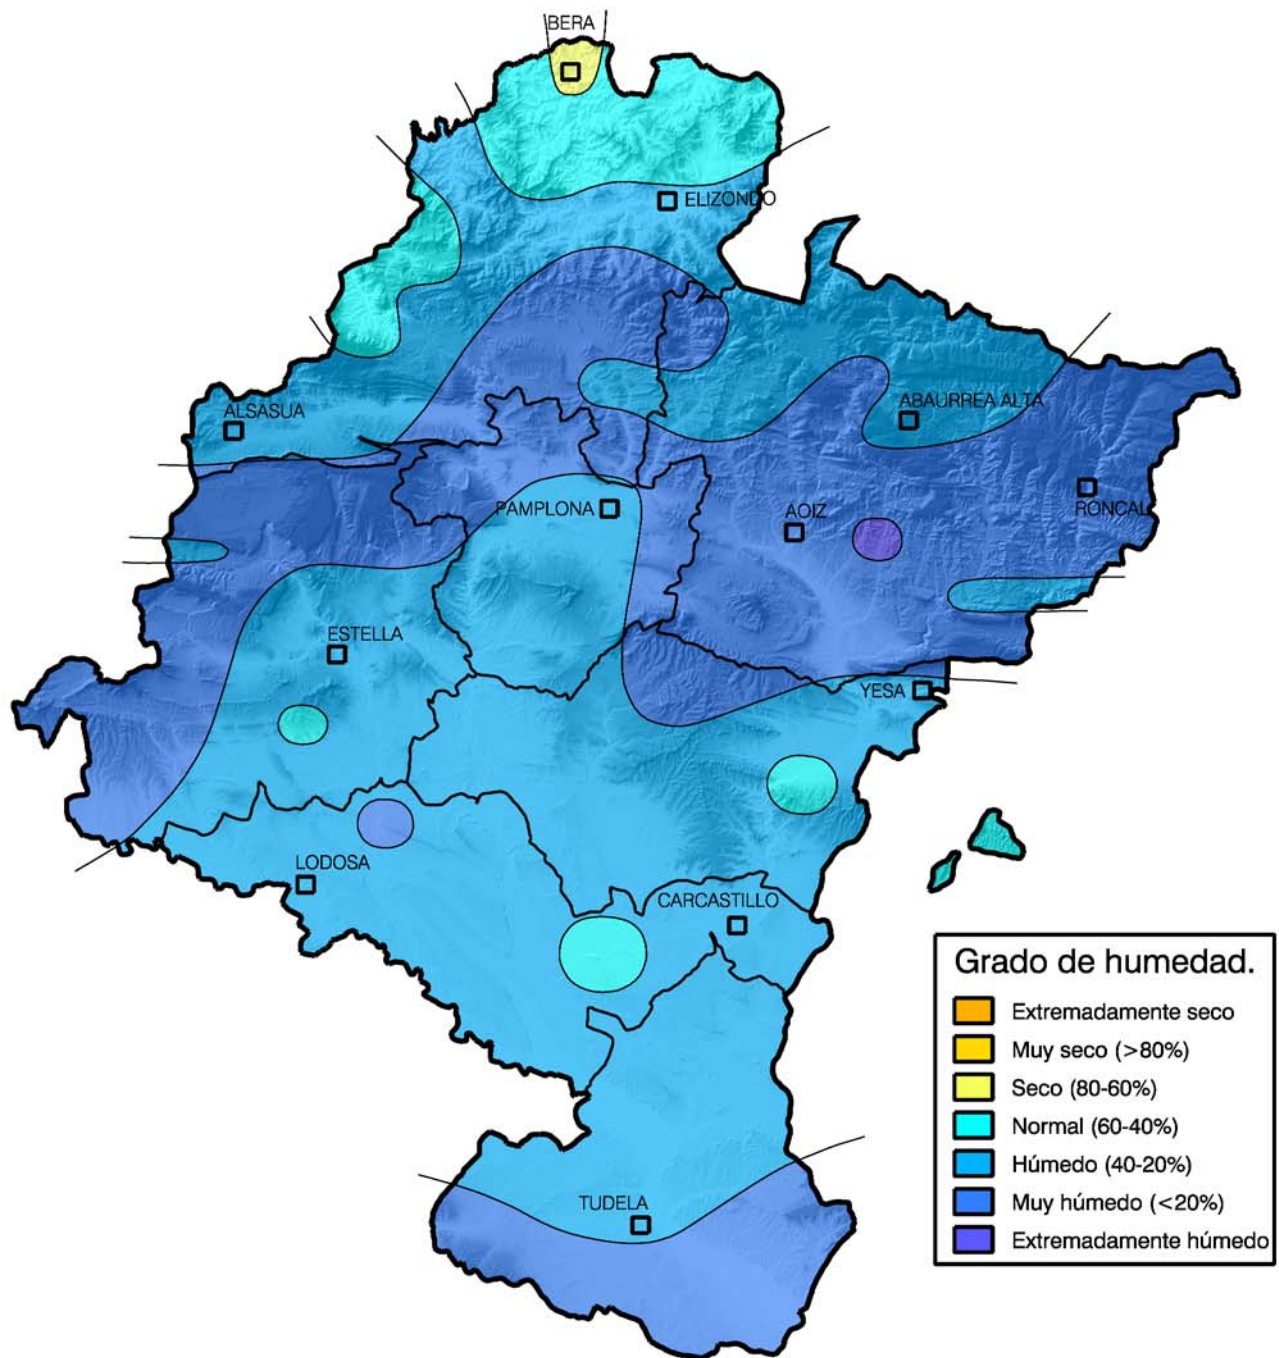 BERA
ELIZONDO
ALSASUA
ABAURREA ALTA
PAMPLONA
AOIZ
RONCAL
ESTELLA
YESA
LODOSA
CARCASTILLO
TUDELA
Grado de humedad.
Extremadamente seco
Muy seco (>80%)
Seco (80-60%)
Normal (60-40%)
Húmedo (40-20%)
Muy húmedo (<20%)
Extremadamente húmedo